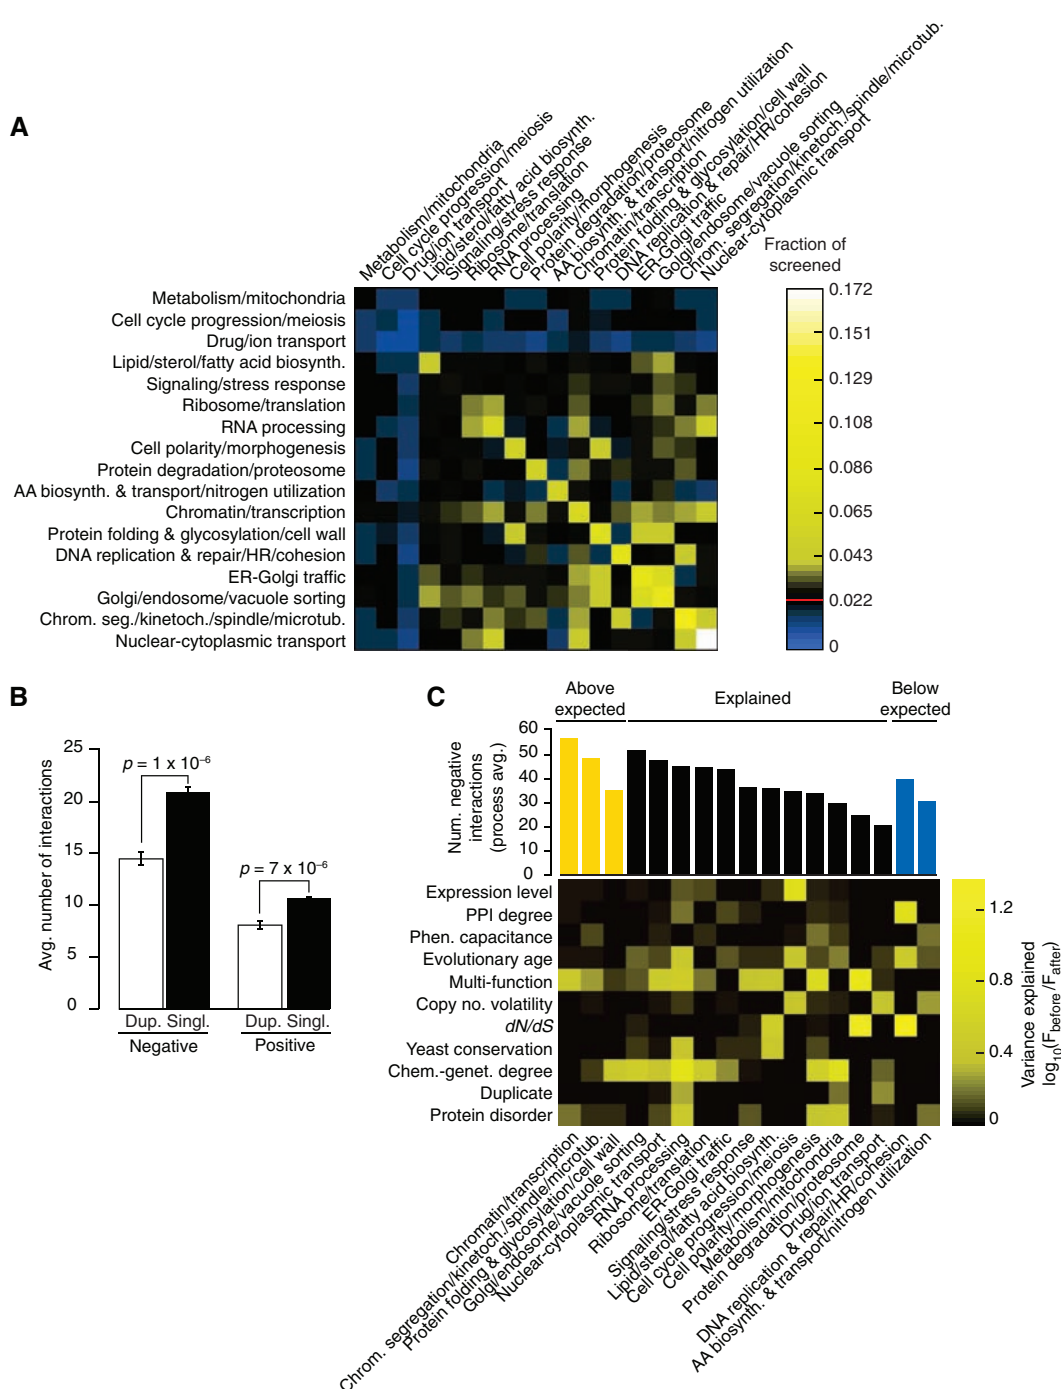 A
Metabolism/mitochondria
Cell cycle progression/meiosis
Drug/ion transport
Lipid/sterol/fatty acid biosynth.
Signaling/stress response
Ribosome/translation
RNA processing
Cell polarity/morphogenesis
Protein degradation/proteosome
AA biosynth. & transport/nitrogen utilization
Chromatin/transcription
Protein folding & glycosylation/cell wall
DNA replication & repair/HR/cohesion
ER-Golgi traffic
Golgi/endosome/vacuole sorting
Chrom. segregation/kinetoch./spindle/microtub.
Nuclear-cytoplasmic transport
Fraction of
screened
0.172
0.151
0.129
0.108
0.086
0.065
0.043
0.022
0
Metabolism/mitochondria
Cell cycle progression/meiosis
Drug/ion transport
Lipid/sterol/fatty acid biosynth.
Signaling/stress response
Ribosome/translation
RNA processing
Cell polarity/morphogenesis
Protein degradation/proteosome
AA biosynth. & transport/nitrogen utilization
Chromatin/transcription
Protein folding & glycosylation/cell wall
DNA replication & repair/HR/cohesion
ER-Golgi traffic
Golgi/endosome/vacuole sorting
Chrom. seg./kinetoch./spindle/microtub.
Nuclear-cytoplasmic transport
B
Avg. number of interactions
25
20
15
10
5
0
p = 1 x 10⁻⁶
p = 7 x 10⁻⁶
Dup. Singl. Dup. Singl.
Negative Positive
C
Above
expected
Explained
Below
expected
Num. negative
interactions
(process avg.)
60
50
40
30
20
10
0
Expression level
PPI degree
Phen. capacitance
Evolutionary age
Multi-function
Copy no. volatility
dN/dS
Yeast conservation
Chem.-genet. degree
Duplicate
Protein disorder
1.2
0.8
0.4
0
Variance explained
log₁₀(F_before/F_after)
Chromatin/transcription
Chrom. segregation/kinetoch./spindle/microtub.
Protein folding & glycosylation/cell wall
Golgi/endosome/vacuole sorting
Nuclear-cytoplasmic transport
RNA processing
Ribosome/translation
ER-Golgi traffic
Signaling/stress response
Lipid/sterol/fatty acid biosynth.
Cell cycle progression/meiosis
Cell polarity/morphogenesis
Metabolism/mitochondria
Protein degradation/proteosome
Drug/ion transport
DNA replication & repair/HR/cohesion
AA biosynth. & transport/nitrogen utilization